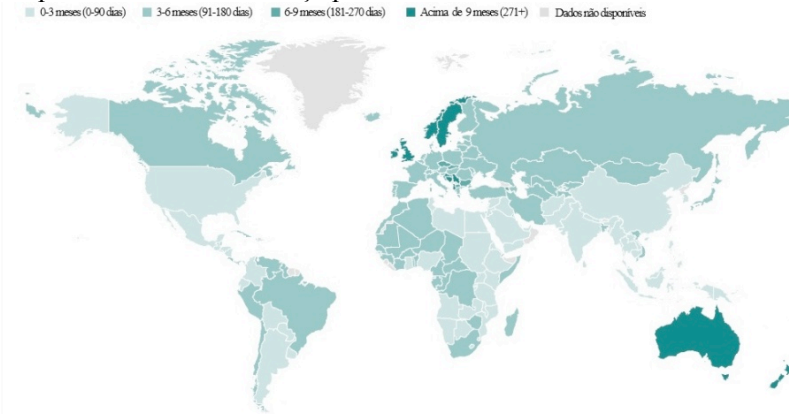 0-3 meses (0-90 dias) 3-6 meses (91-180 dias) 6-9 meses (181-270 dias) Acima de 9 meses (271+) Dados não disponíveis